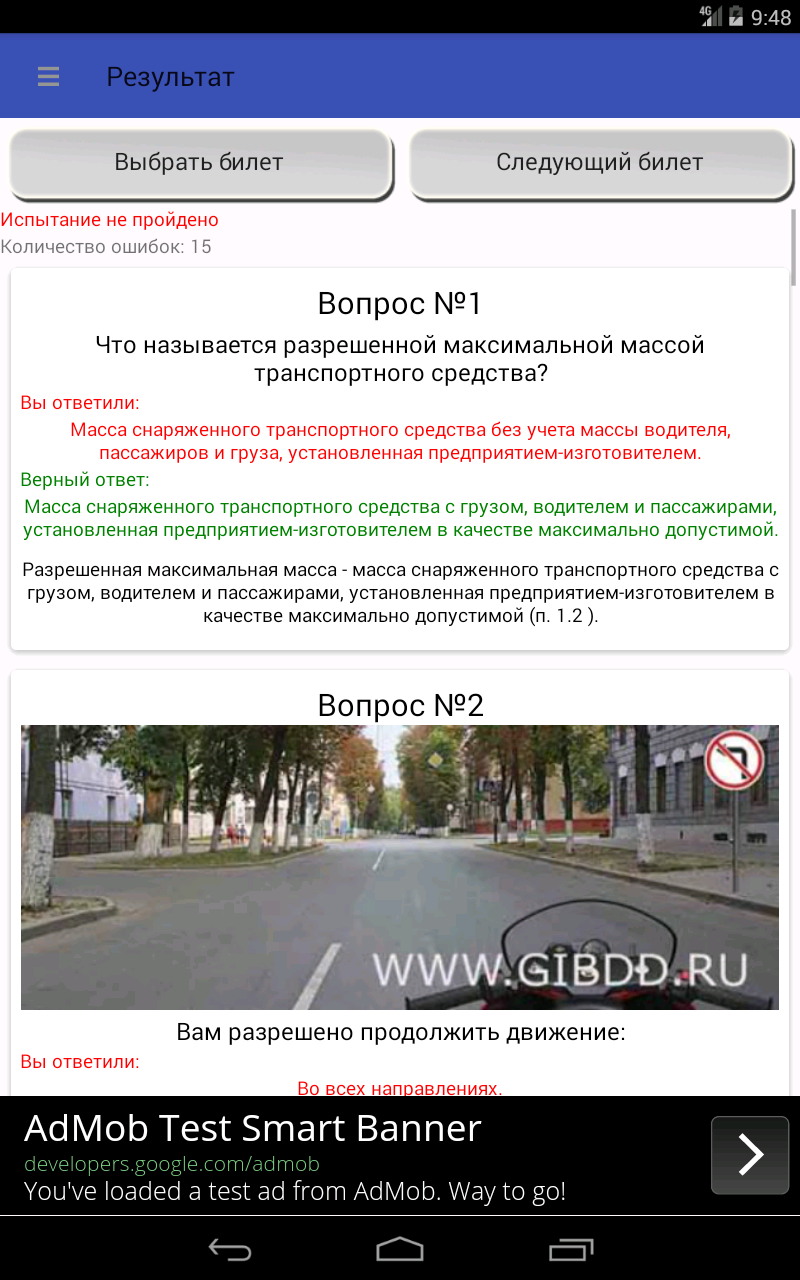 4G 9:48
Результат
Выбрать билет
Следующий билет
Испытание не пройдено
Количество ошибок: 15
Вопрос №1
Что называется разрешенной максимальной массой
транспортного средства?
Вы ответили:
Масса снаряженного транспортного средства без учета массы водителя,
пассажиров и груза, установленная предприятием-изготовителем.
Верный ответ:
Масса снаряженного транспортного средства с грузом, водителем и пассажирами,
установленная предприятием-изготовителем в качестве максимально допустимой.
Разрешенная максимальная масса - масса снаряженного транспортного средства с
грузом, водителем и пассажирами, установленная предприятием-изготовителем в
качестве максимально допустимой (п. 1.2 ).
Вопрос №2
WWW.GIBDD.RU
Вам разрешено продолжить движение:
Вы ответили:
Во всех направлениях.
AdMob Test Smart Banner
developers.google.com/admob
You've loaded a test ad from AdMob. Way to go!